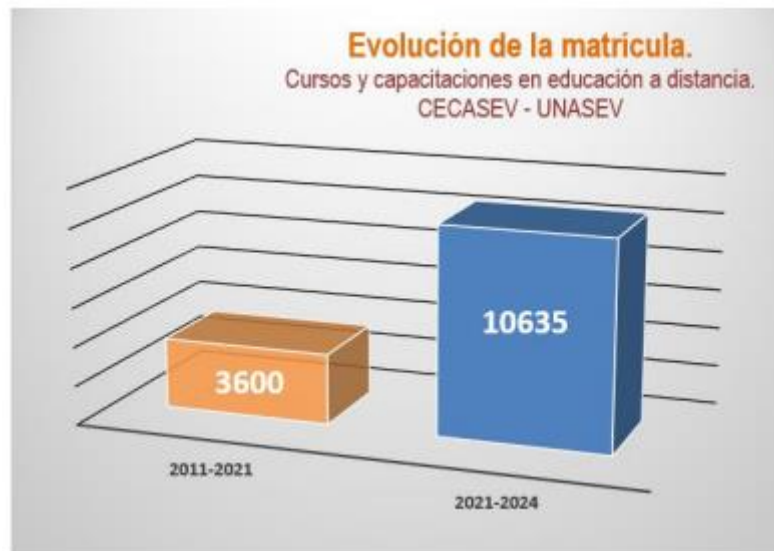 Evolución de la matrícula.
Cursos y capacitaciones en educación a distancia.
CECASEV - UNASEV
10635
3600
2011-2021
2021-2024